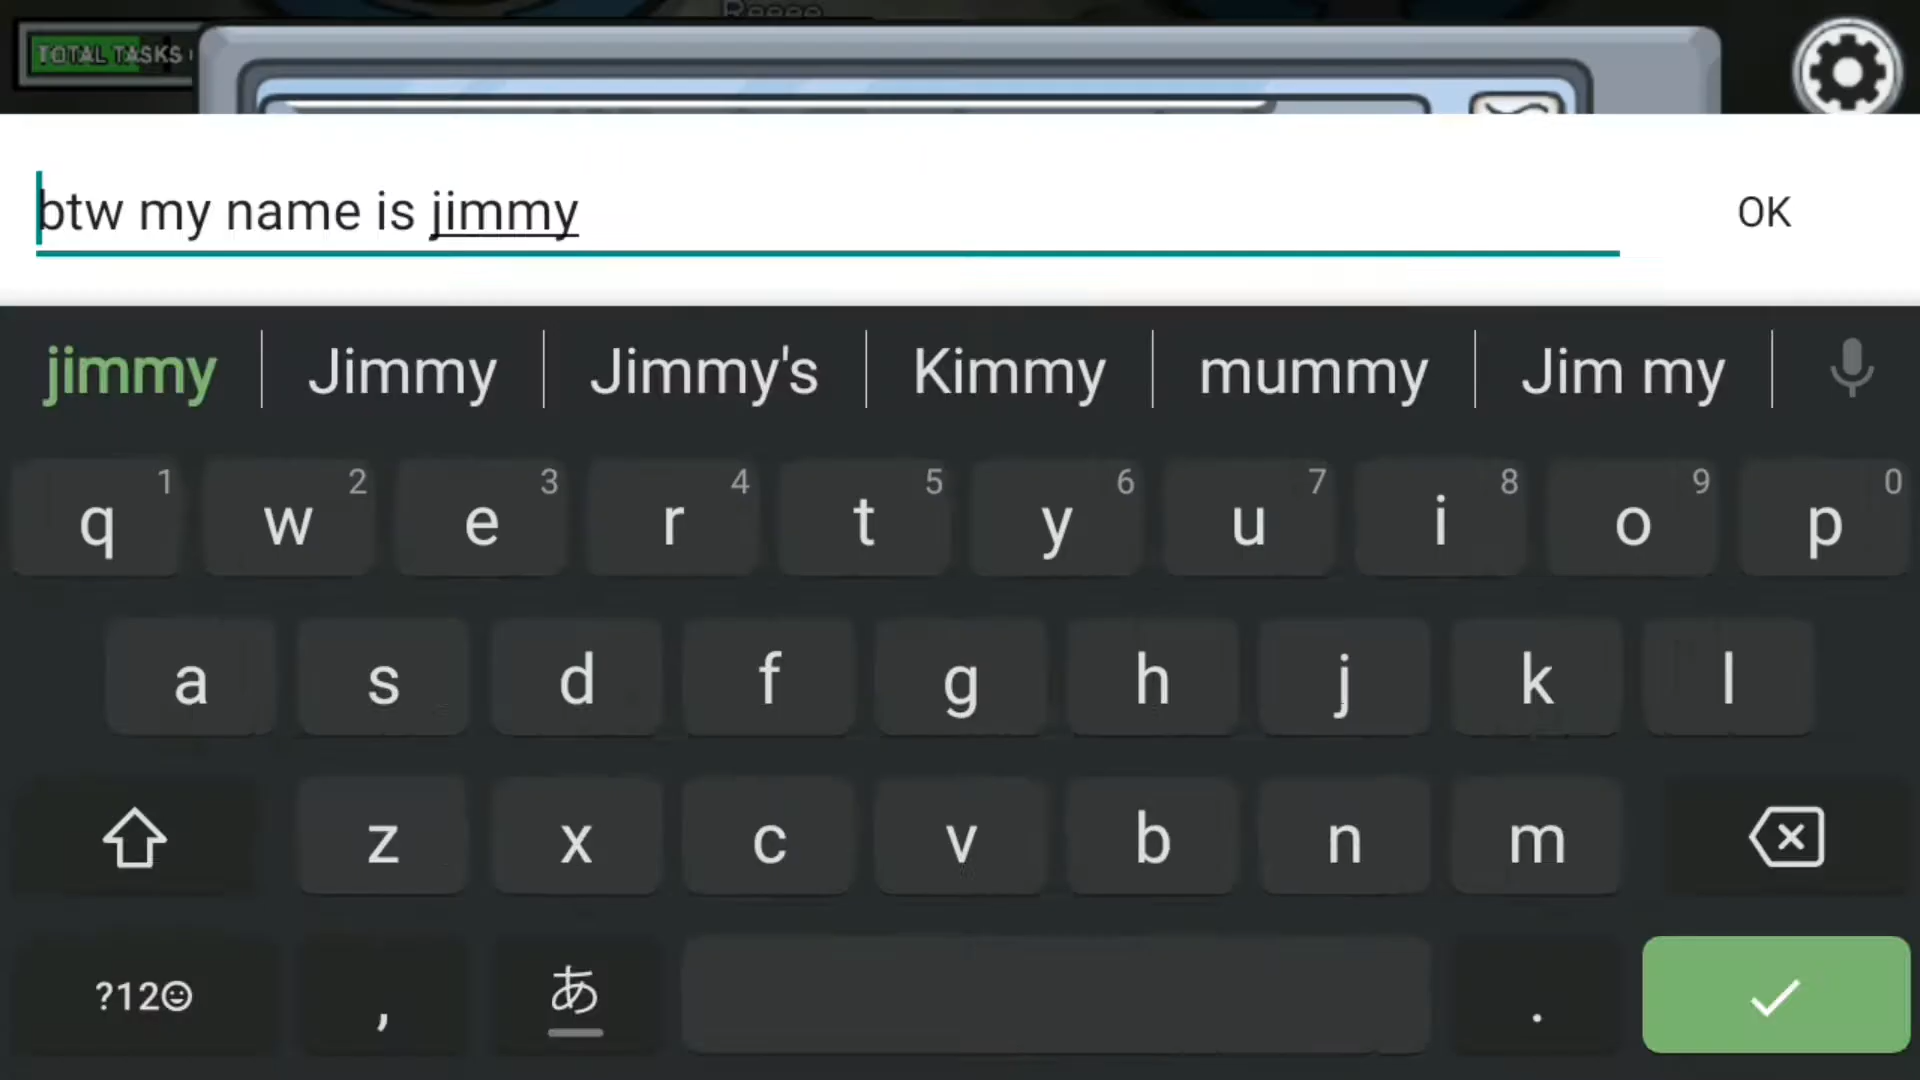 Reeee
TOTAL TASKS
btw my name is jimmy
OK
jimmy Jimmy Jimmy's Kimmy mummy Jim my
1 2 3 4 5 6 7 8 9 0
q w e r t y u i o p
a s d f g h j k l
z x c v b n m
?12☺ , あ .